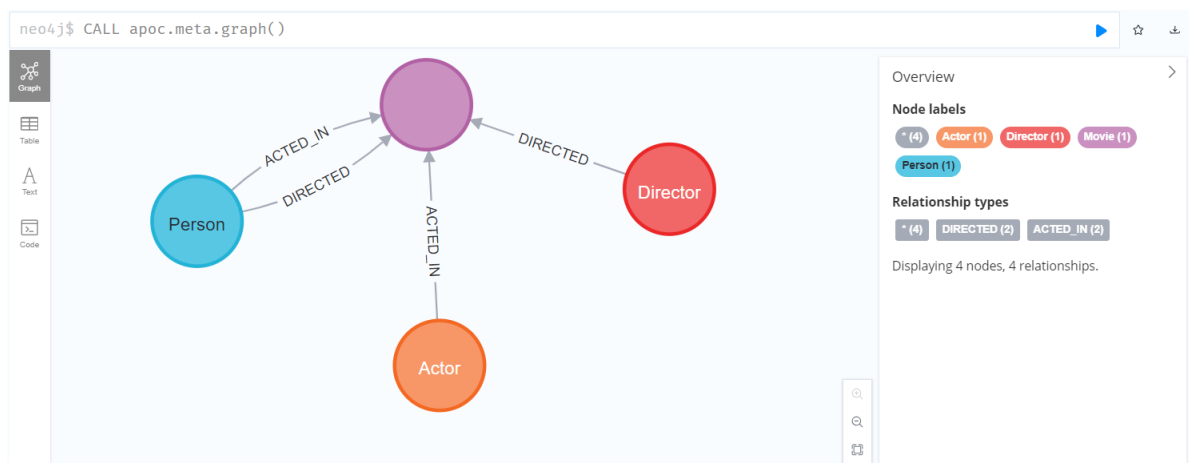 neo4j$ CALL apoc.meta.graph()
Graph
Table
Text
Code
ACTED_IN
DIRECTED
DIRECTED
Person
Director
ACTED_IN
Actor
Overview
Node labels
* (4) Actor (1) Director (1) Movie (1)
Person (1)
Relationship types
* (4) DIRECTED (2) ACTED_IN (2)
Displaying 4 nodes, 4 relationships.